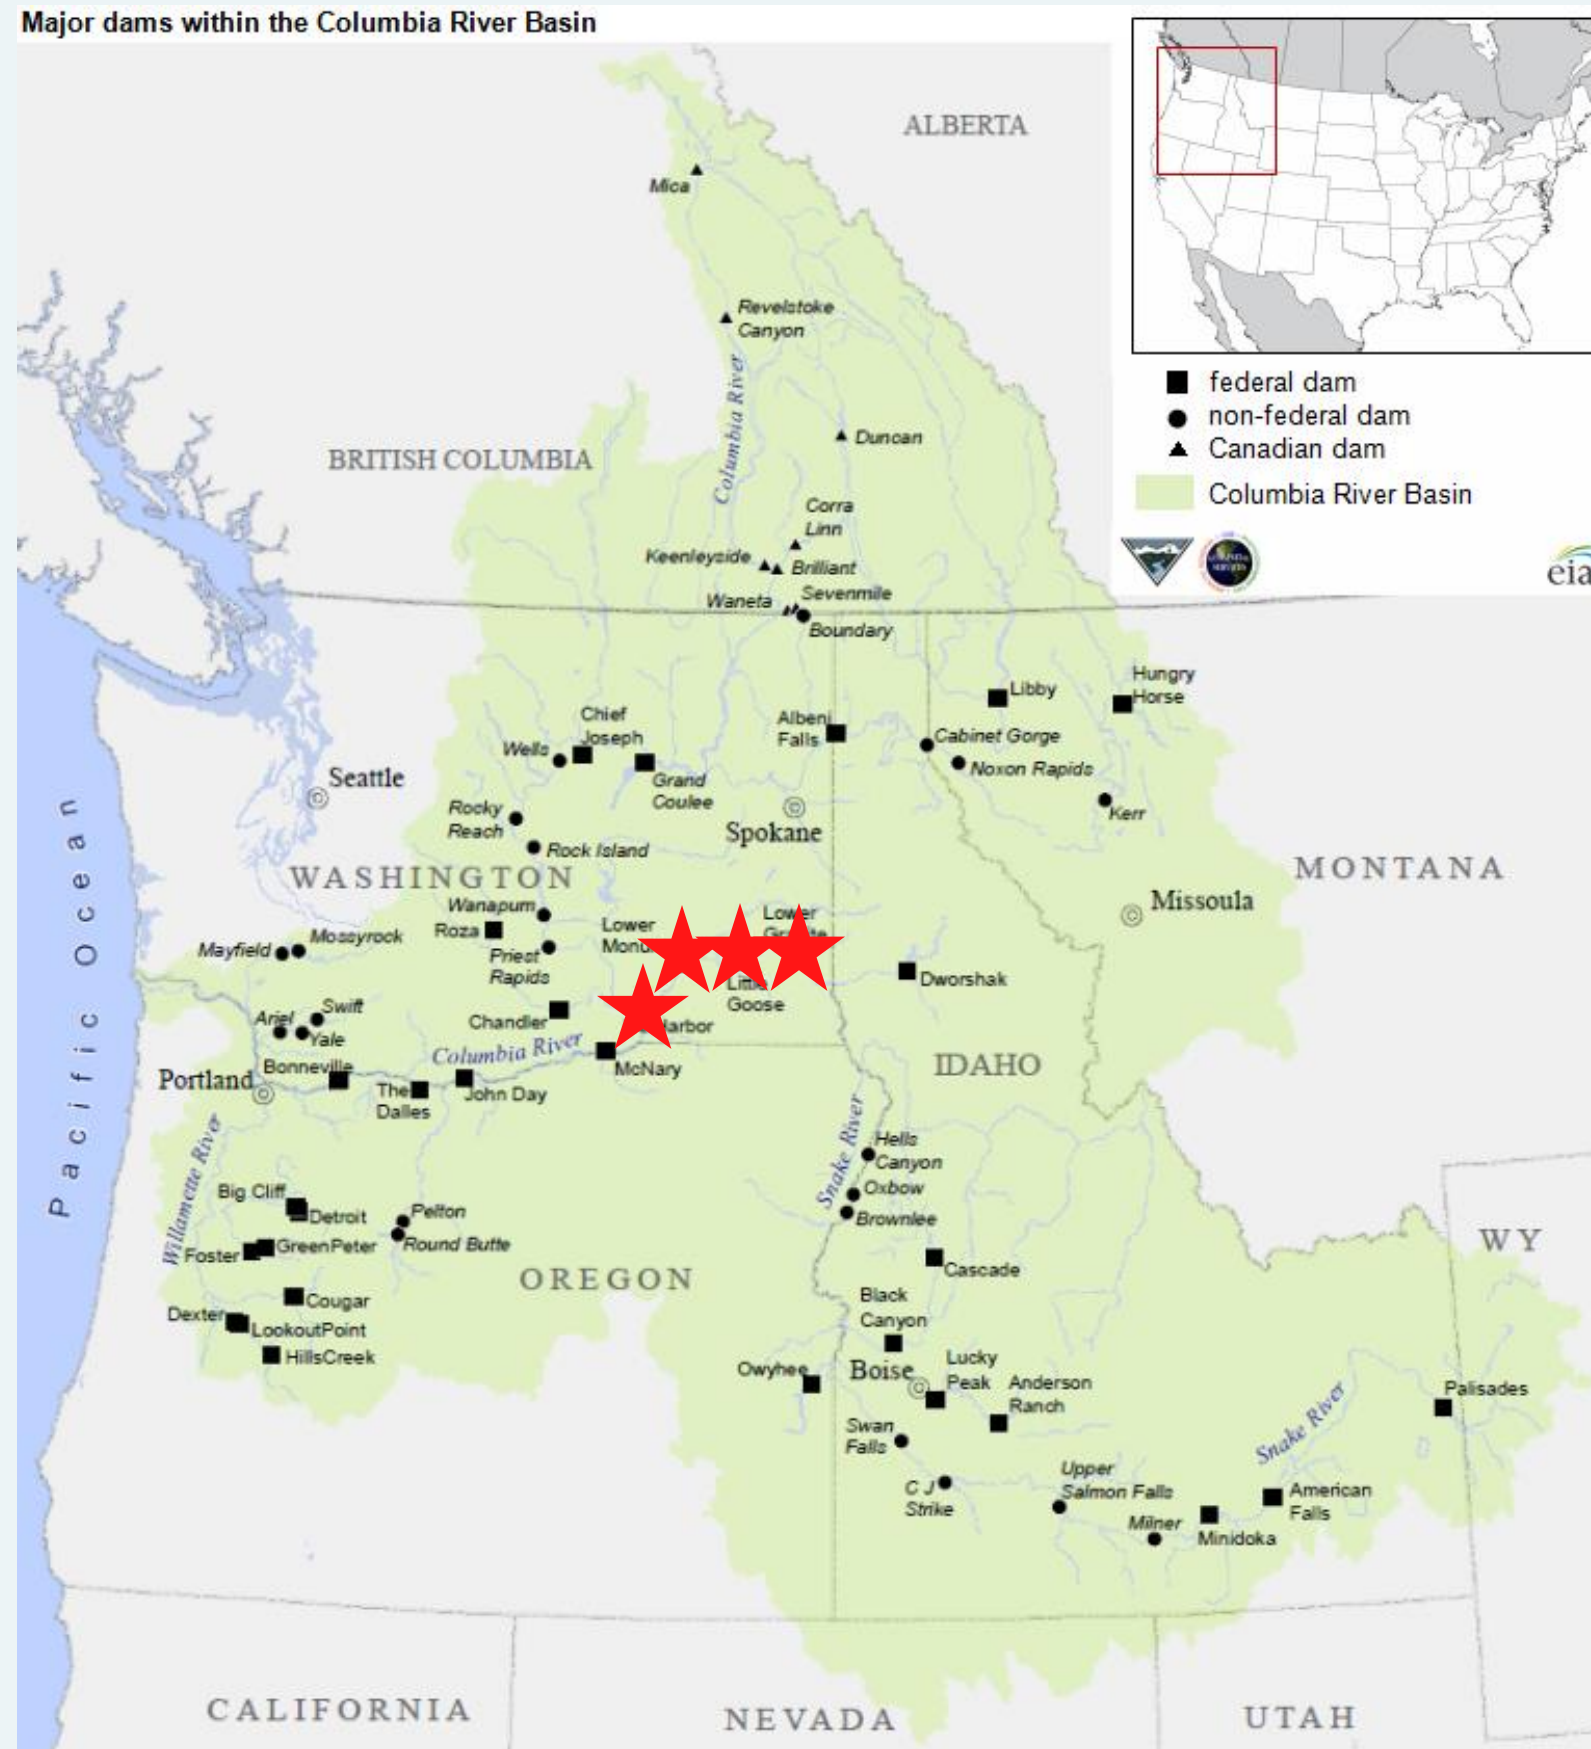 Major dams within the Columbia River Basin
ALBERTA
Mica
Revelstoke
Canyon
Columbia River
federal dam
non-federal dam
Canadian dam
Columbia River Basin
eia
Duncan
BRITISH COLUMBIA
Corra
Linn
Keenleyside
Brilliant
Waneta
Sevenmile
Boundary
Libby
Hungry
Horse
Chief
Joseph
Albeni
Falls
Wells
Cabinet Gorge
Noxon Rapids
Grand
Coulee
Seattle
Rocky
Reach
Spokane
Kerr
Rock Island
WASHINGTON
MONTANA
Missoula
Wanapum
Roza
Lower
Lower
Mayfield
Mossyrock
Priest
Rapids
Dworshak
Little
Goose
Swift
Ariel
Yale
Chandler
Columbia River
McNary
IDAHO
Pacific Ocean
Bonneville
Portland
The
Dalles
John Day
Willamette River
Snake River
Hells
Canyon
Oxbow
Brownlee
Big Cliff
Detroit
Pelton
Round Butte
Foster
GreenPeter
WY
OREGON
Cascade
Cougar
Black
Canyon
Dexter
LookoutPoint
HillsCreek
Owyhee
Boise
Lucky
Peak
Anderson
Ranch
Palisades
Snake River
Swan
Falls
C J
Strike
Upper
Salmon Falls
American
Falls
Milner
Minidoka
CALIFORNIA
NEVADA
UTAH